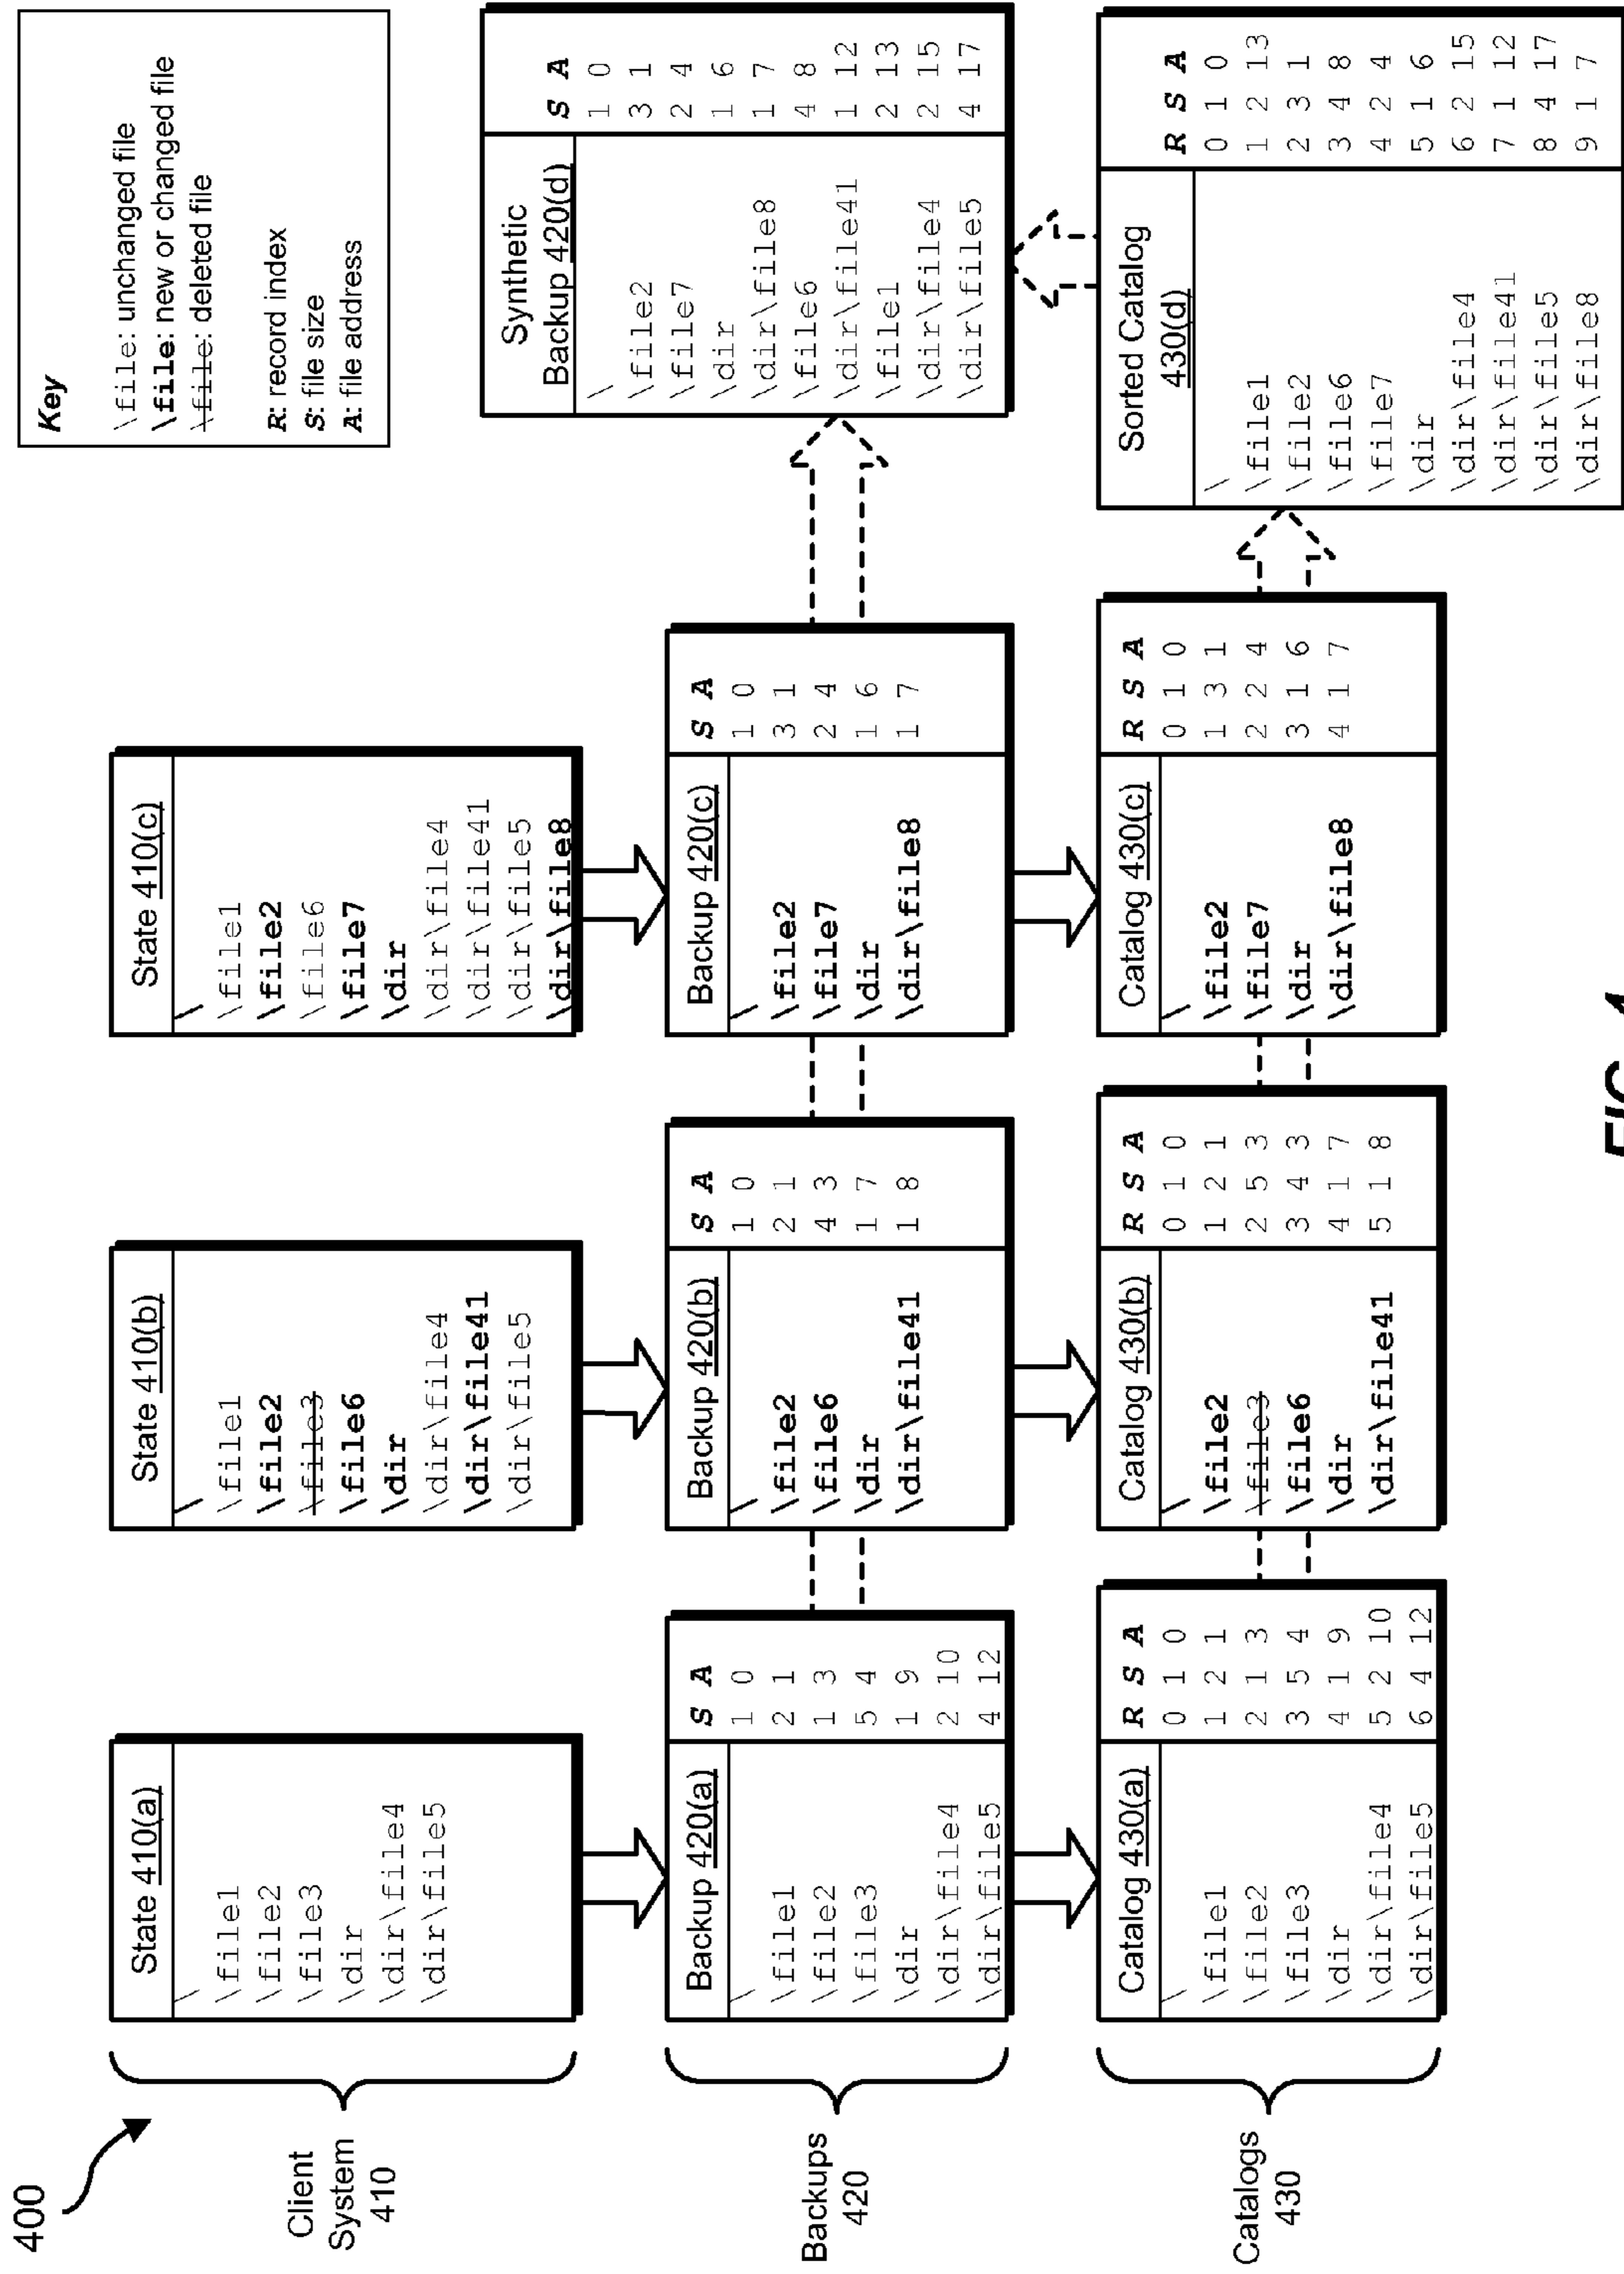 400
Client
System
410
State 410(a)
\
\file1
\file2
\file3
\dir
\dir\file4
\dir\file5
State 410(b)
\
\file1
\file2
\file3
\file6
\dir
\dir\file4
\dir\file41
\dir\file5
State 410(c)
\
\file1
\file2
\file6
\file7
\dir
\dir\file4
\dir\file41
\dir\file5
\dir\file8
Key
\file: unchanged file
\file: new or changed file
\file: deleted file
R: record index
S: file size
A: file address
Backups
420
Backup 420(a) S A
\ 1 0
\file1 2 1
\file2 1 3
\file3 5 4
\dir 1 9
\dir\file4 2 10
\dir\file5 4 12
Backup 420(b) S A
\ 1 0
\file2 2 1
\file6 4 3
\dir 1 7
\dir\file41 1 8
Backup 420(c) S A
\ 1 0
\file2 3 1
\file7 2 4
\dir 1 6
\dir\file8 1 7
Synthetic
Backup 420(d) S A
\ 1 0
\file2 3 1
\file7 2 4
\dir 1 6
\dir\file8 1 7
\file6 4 8
\dir\file41 1 12
\file1 2 13
\dir\file4 2 15
\dir\file5 4 17
Catalogs
430
Catalog 430(a) R S A
\ 0 1 0
\file1 1 2 1
\file2 2 1 3
\file3 3 5 4
\dir 4 1 9
\dir\file4 5 2 10
\dir\file5 6 4 12
Catalog 430(b) R S A
\ 0 1 0
\file2 1 2 1
\file3 2 5 3
\file6 3 4 3
\dir 4 1 7
\dir\file41 5 1 8
Catalog 430(c) R S A
\ 0 1 0
\file2 1 3 1
\file7 2 2 4
\dir 3 1 6
\dir\file8 4 1 7
Sorted Catalog
430(d) R S A
\ 0 1 0
\file1 1 2 13
\file2 2 3 1
\file6 3 4 8
\file7 4 2 4
\dir 5 1 6
\dir\file4 6 2 15
\dir\file41 7 1 12
\dir\file5 8 4 17
\dir\file8 9 1 7
FIG. 4